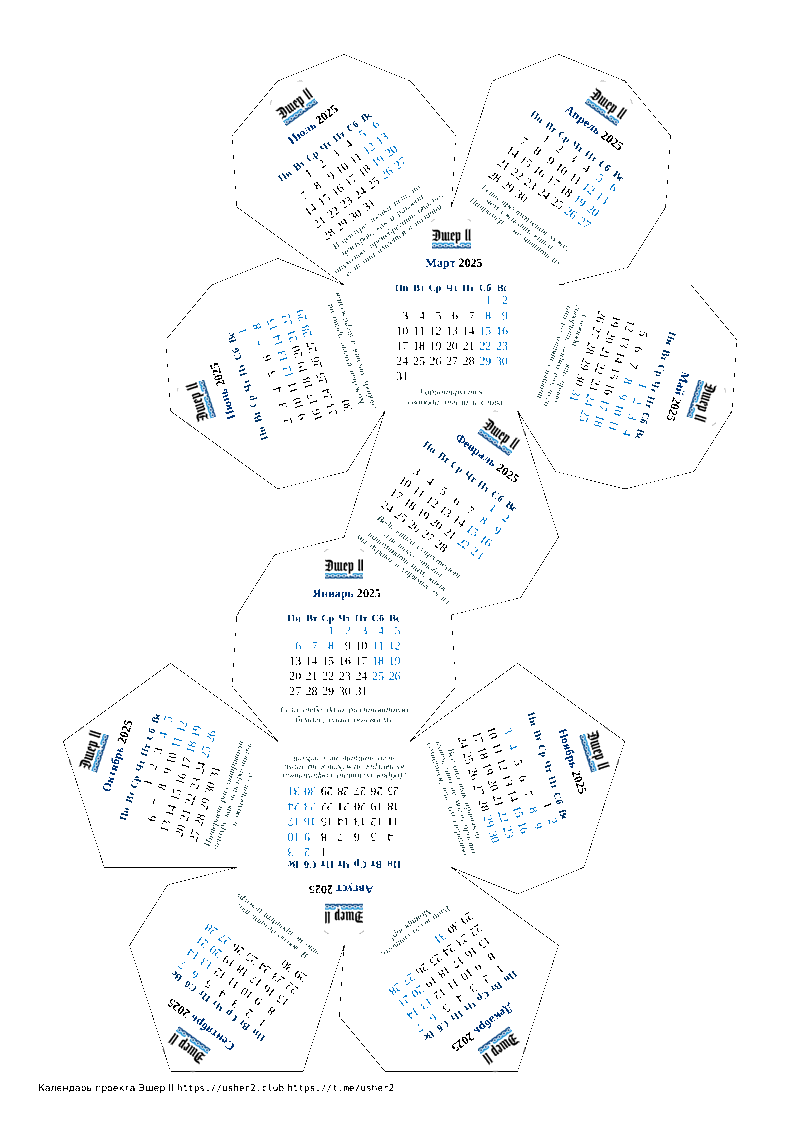 Эшер II
Июль 2025
Пн Вт Ср Чт Пт Сб Вс
1 2 3 4 5 6
7 8 9 10 11 12 13
14 15 16 17 18 19 20
21 22 23 24 25 26 27
28 29 30 31
Эшер II
Апрель 2025
Пн Вт Ср Чт Пт Сб Вс
1 2 3 4 5 6
7 8 9 10 11 12 13
14 15 16 17 18 19 20
21 22 23 24 25 26 27
28 29 30
Эшер II
Март 2025
Пн Вт Ср Чт Пт Сб Вс
1 2
3 4 5 6 7 8 9
10 11 12 13 14 15 16
17 18 19 20 21 22 23
24 25 26 27 28 29 30
31
Эшер II
Июнь 2025
Пн Вт Ср Чт Пт Сб Вс
1
2 3 4 5 6 7 8
9 10 11 12 13 14 15
16 17 18 19 20 21 22
23 24 25 26 27 28 29
30
Эшер II
Май 2025
Пн Вт Ср Чт Пт Сб Вс
1 2 3 4
5 6 7 8 9 10 11
12 13 14 15 16 17 18
19 20 21 22 23 24 25
26 27 28 29 30 31
Эшер II
Февраль 2025
Пн Вт Ср Чт Пт Сб Вс
1 2
3 4 5 6 7 8 9
10 11 12 13 14 15 16
17 18 19 20 21 22 23
24 25 26 27 28
Эшер II
Январь 2025
Пн Вт Ср Чт Пт Сб Вс
1 2 3 4 5
6 7 8 9 10 11 12
13 14 15 16 17 18 19
20 21 22 23 24 25 26
27 28 29 30 31
Эшер II
Октябрь 2025
Пн Вт Ср Чт Пт Сб Вс
1 2 3 4 5
6 7 8 9 10 11 12
13 14 15 16 17 18 19
20 21 22 23 24 25 26
27 28 29 30 31
Эшер II
Ноябрь 2025
Пн Вт Ср Чт Пт Сб Вс
1 2
3 4 5 6 7 8 9
10 11 12 13 14 15 16
17 18 19 20 21 22 23
24 25 26 27 28 29 30
Эшер II
Август 2025
Пн Вт Ср Чт Пт Сб Вс
1 2 3
4 5 6 7 8 9 10
11 12 13 14 15 16 17
18 19 20 21 22 23 24
25 26 27 28 29 30 31
Эшер II
Сентябрь 2025
Пн Вт Ср Чт Пт Сб Вс
1 2 3 4 5 6 7
8 9 10 11 12 13 14
15 16 17 18 19 20 21
22 23 24 25 26 27 28
29 30
Эшер II
Декабрь 2025
Пн Вт Ср Чт Пт Сб Вс
1 2 3 4 5 6 7
8 9 10 11 12 13 14
15 16 17 18 19 20 21
22 23 24 25 26 27 28
29 30 31
Календарь проекта Эшер II https://usher2.club https://t.me/usher2